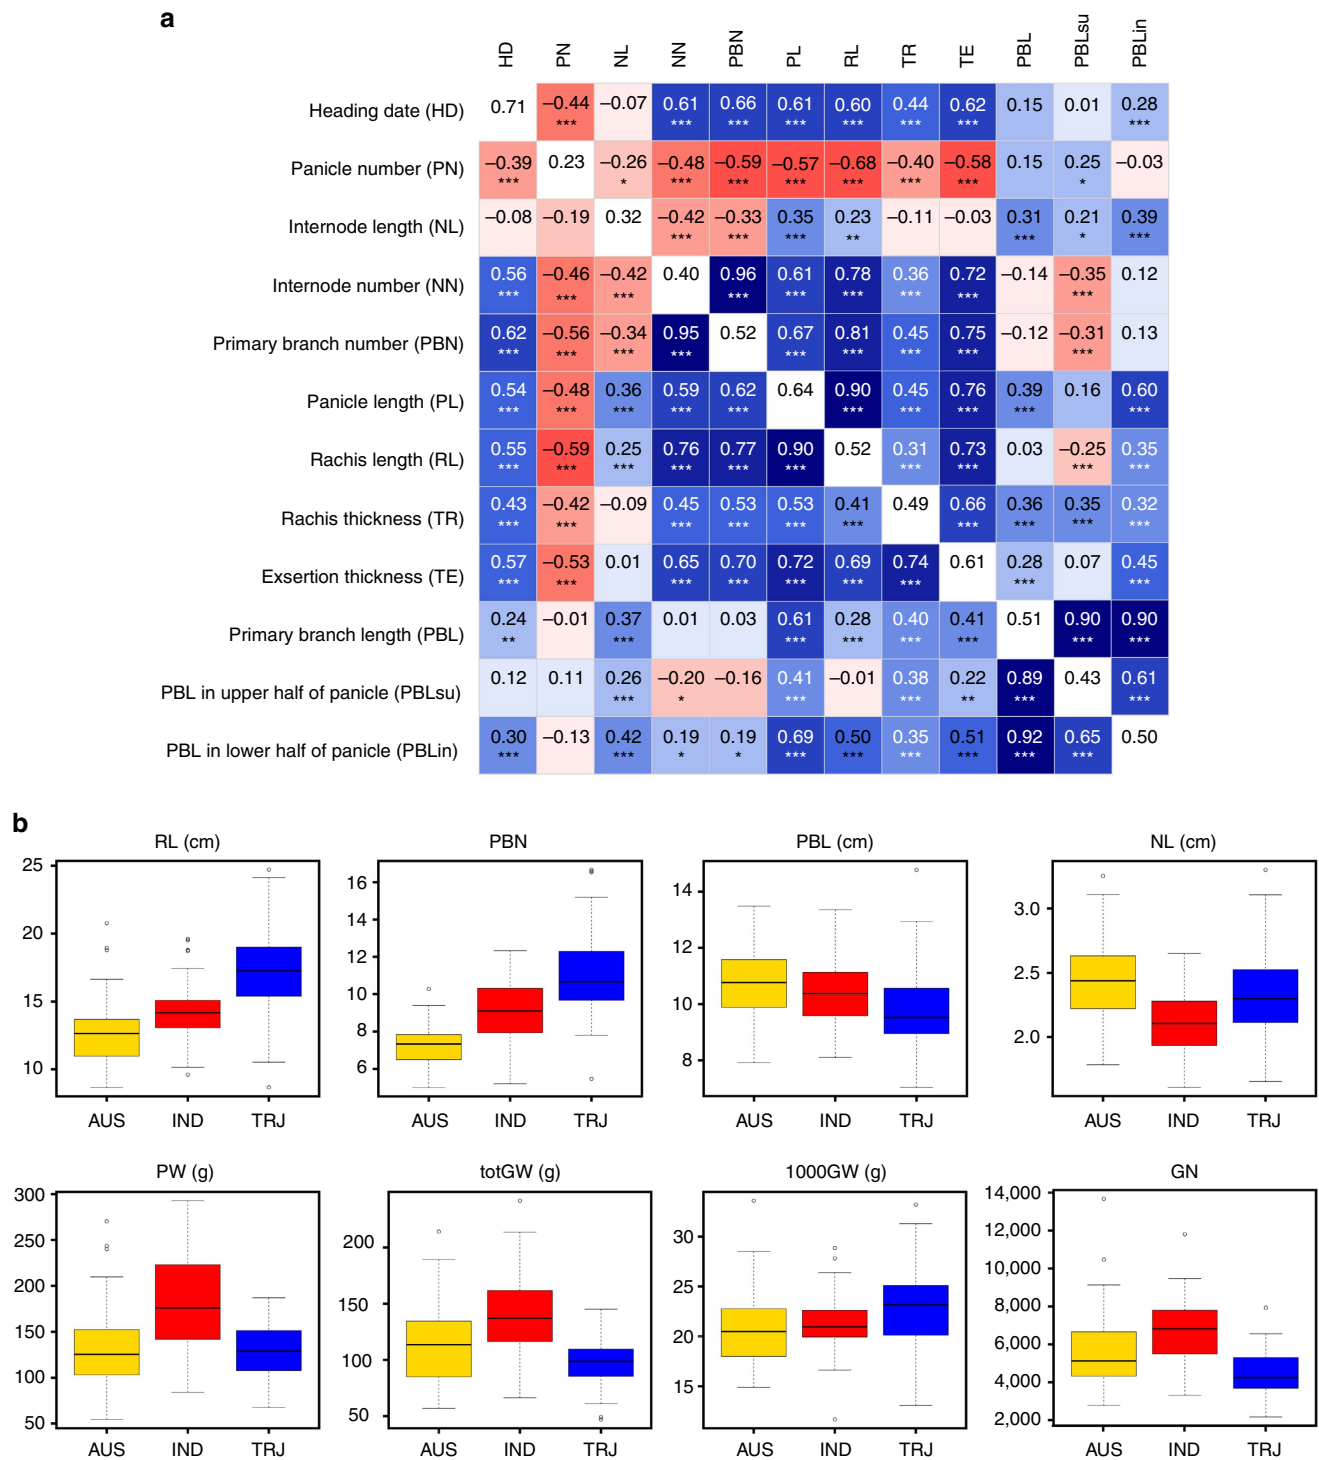 a
HD PN NL NN PBN PL RL TR TE PBL PBLsu PBLin
Heading date (HD) 0.71 −0.44 −0.07 0.61 0.66 0.61 0.60 0.44 0.62 0.15 0.01 0.28
*** *** *** *** *** *** *** ***
Panicle number (PN) −0.39 0.23 −0.26 −0.48 −0.59 −0.57 −0.68 −0.40 −0.58 0.15 0.25 −0.03
*** * *** *** *** *** *** *** *
Internode length (NL) −0.08 −0.19 0.32 −0.42 −0.33 0.35 0.23 −0.11 −0.03 0.31 0.21 0.39
*** *** *** ** *** * ***
Internode number (NN) 0.56 −0.46 −0.42 0.40 0.96 0.61 0.78 0.36 0.72 −0.14 −0.35 0.12
*** *** *** *** *** *** *** *** ***
Primary branch number (PBN) 0.62 −0.56 −0.34 0.95 0.52 0.67 0.81 0.45 0.75 −0.12 −0.31 0.13
*** *** *** *** *** *** *** *** ***
Panicle length (PL) 0.54 −0.48 0.36 0.59 0.62 0.64 0.90 0.45 0.76 0.39 0.16 0.60
*** *** *** *** *** *** *** *** *** ***
Rachis length (RL) 0.55 −0.59 0.25 0.76 0.77 0.90 0.52 0.31 0.73 0.03 −0.25 0.35
*** *** *** *** *** *** *** *** *** ***
Rachis thickness (TR) 0.43 −0.42 −0.09 0.45 0.53 0.53 0.41 0.49 0.66 0.36 0.35 0.32
*** *** *** *** *** *** *** *** *** ***
Exsertion thickness (TE) 0.57 −0.53 0.01 0.65 0.70 0.72 0.69 0.74 0.61 0.28 0.07 0.45
*** *** *** *** *** *** *** *** ***
Primary branch length (PBL) 0.24 −0.01 0.37 0.01 0.03 0.61 0.28 0.40 0.41 0.51 0.90 0.90
** *** *** *** *** *** *** ***
PBL in upper half of panicle (PBLsu) 0.12 0.11 0.26 −0.20 −0.16 0.41 −0.01 0.38 0.22 0.89 0.43 0.61
*** * *** *** ** *** ***
PBL in lower half of panicle (PBLin) 0.30 −0.13 0.42 0.19 0.19 0.69 0.50 0.35 0.51 0.92 0.65 0.50
*** *** * * *** *** *** *** *** ***
b
RL (cm)
25
20
15
10
AUS IND TRJ
PBN
16
14
12
10
8
6
AUS IND TRJ
PBL (cm)
14
12
10
8
AUS IND TRJ
NL (cm)
3.0
2.5
2.0
AUS IND TRJ
PW (g)
300
250
200
150
100
50
AUS IND TRJ
totGW (g)
200
150
100
50
AUS IND TRJ
1000GW (g)
30
25
20
15
AUS IND TRJ
GN
14,000
12,000
10,000
8,000
6,000
4,000
2,000
AUS IND TRJ